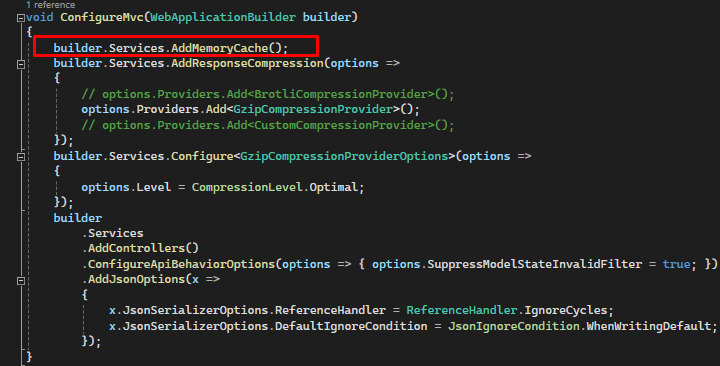 1 reference
void ConfigureMvc(WebApplicationBuilder builder)
{
builder.Services.AddMemoryCache();
builder.Services.AddResponseCompression(options =>
{
// options.Providers.Add<BrotliCompressionProvider>();
options.Providers.Add<GzipCompressionProvider>();
// options.Providers.Add<CustomCompressionProvider>();
});
builder.Services.Configure<GzipCompressionProviderOptions>(options =>
{
options.Level = CompressionLevel.Optimal;
});
builder
.Services
.AddControllers()
.ConfigureApiBehaviorOptions(options => { options.SuppressModelStateInvalidFilter = true; })
.AddJsonOptions(x =>
{
x.JsonSerializerOptions.ReferenceHandler = ReferenceHandler.IgnoreCycles;
x.JsonSerializerOptions.DefaultIgnoreCondition = JsonIgnoreCondition.WhenWritingDefault;
});
}